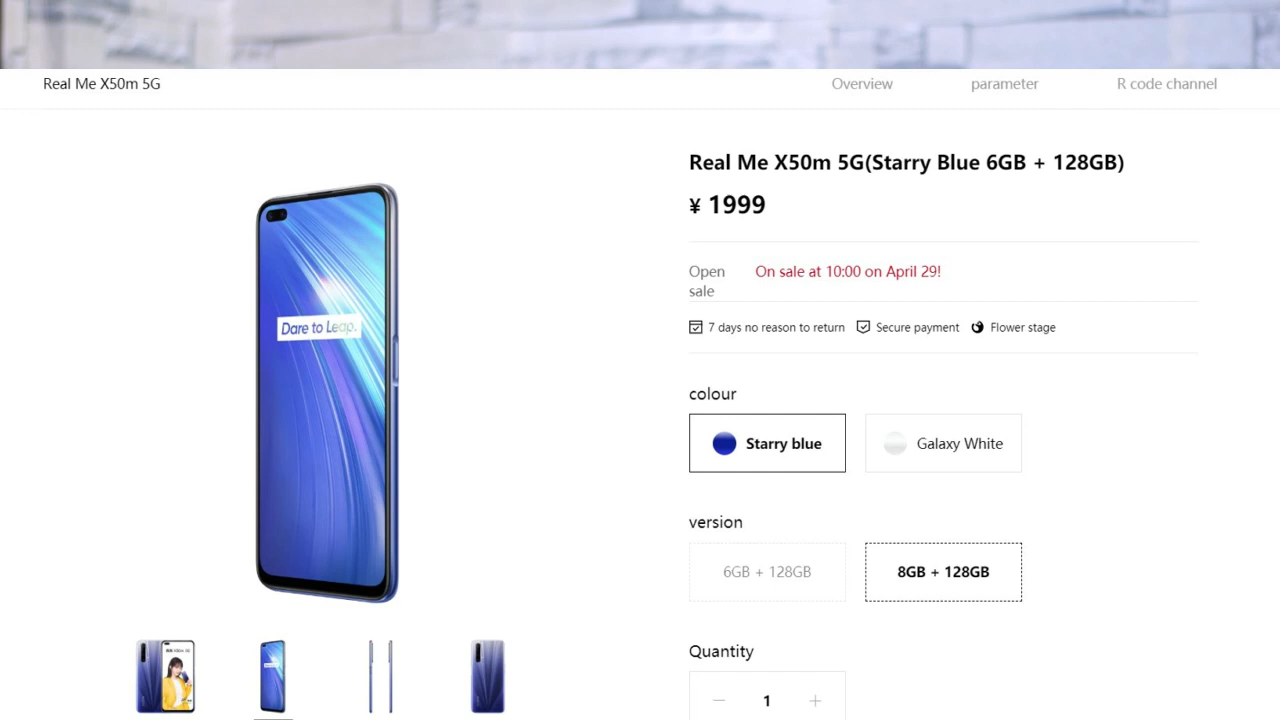 Real Me X50m 5G
Overview
parameter
R code channel
Real Me X50m 5G(Starry Blue 6GB + 128GB)
¥ 1999
Open sale
On sale at 10:00 on April 29!
7 days no reason to return
Secure payment
Flower stage
Dare to Leap.
colour
Starry blue
Galaxy White
version
6GB + 128GB
8GB + 128GB
Quantity
1